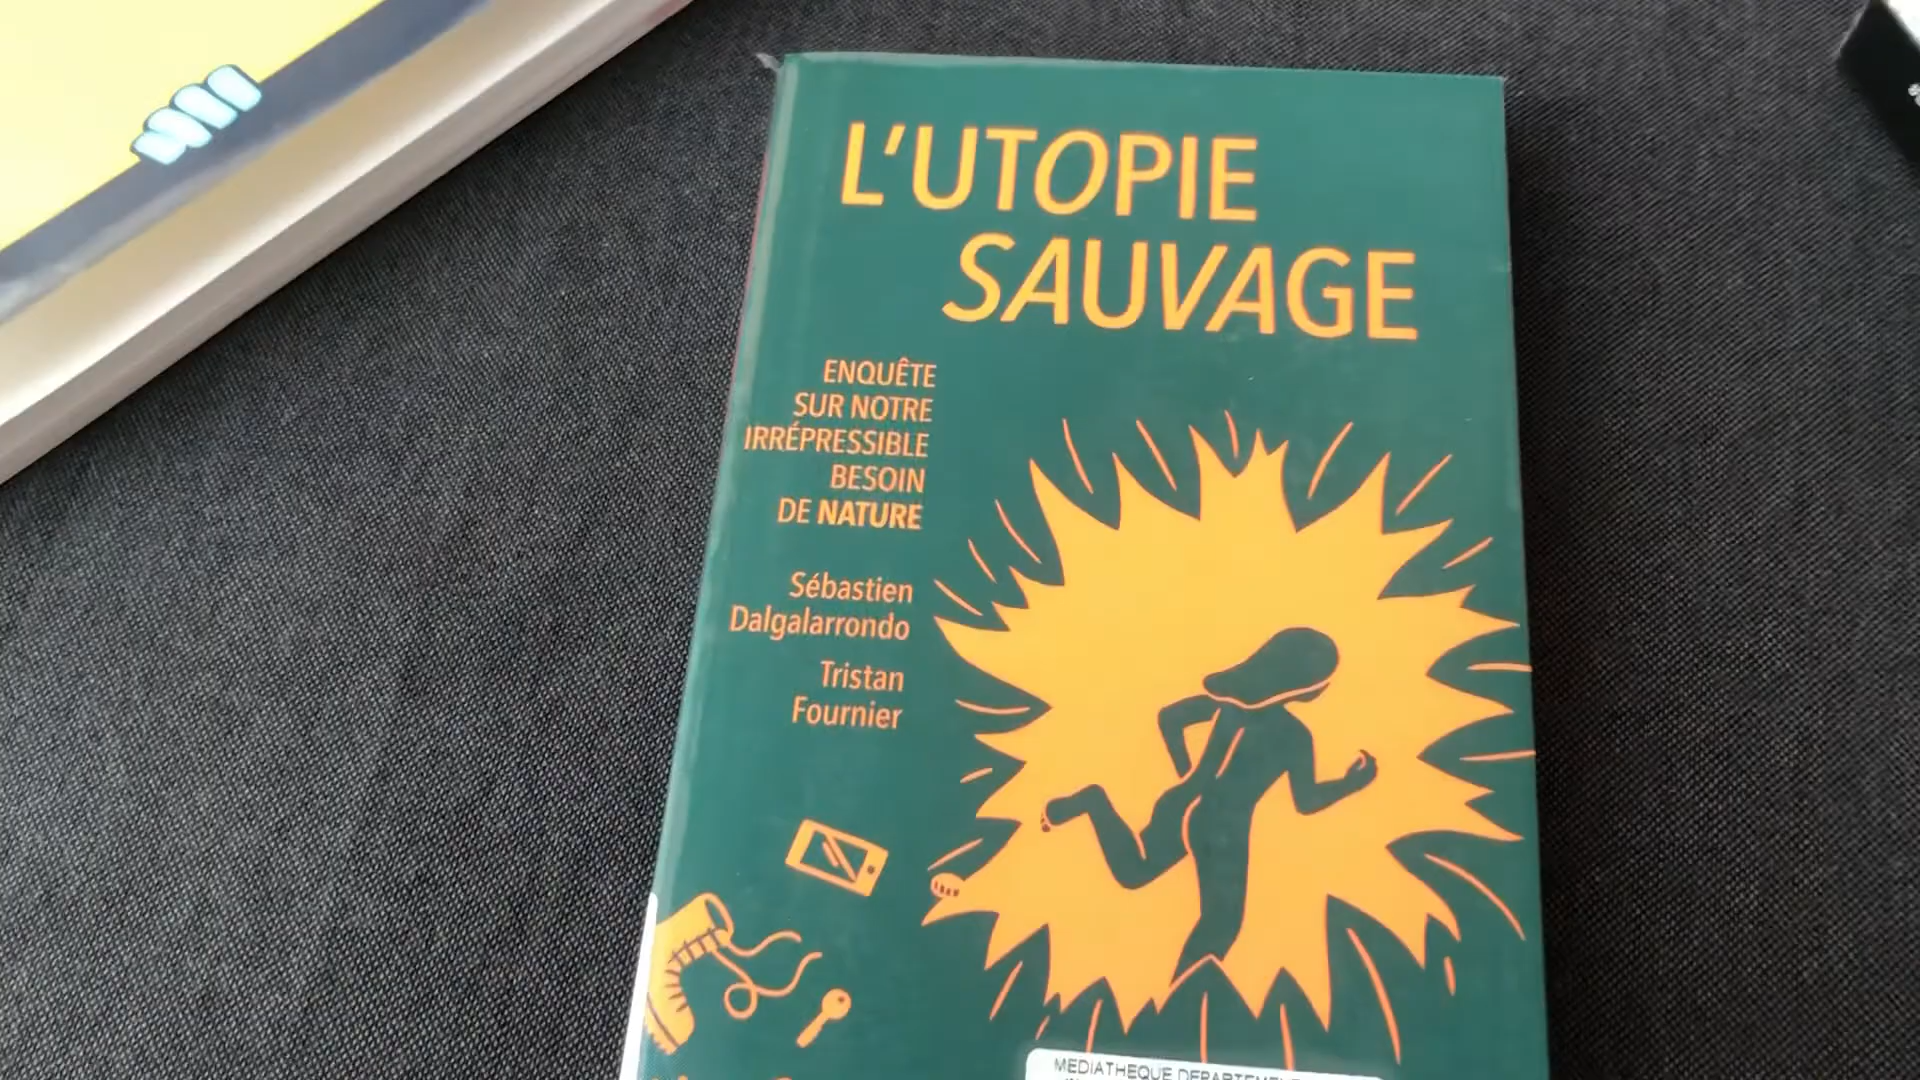 L'UTOPIE
SAUVAGE
ENQUÊTE
SUR NOTRE
IRRÉPRESSIBLE
BESOIN
DE NATURE
Sébastien
Dalgalarrondo
Tristan
Fournier
MEDIATHEQUE